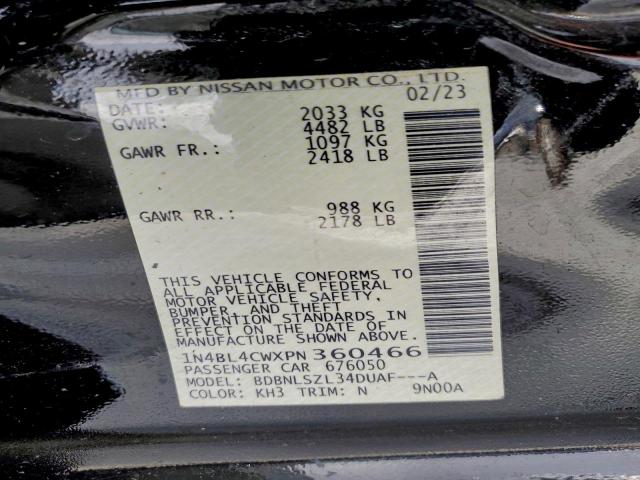 MFD BY NISSAN MOTOR CO., LTD.
DATE: 02/23
GVWR: 2033 KG
4482 LB
GAWR FR.: 1097 KG
2418 LB
GAWR RR.: 988 KG
2178 LB
THIS VEHICLE CONFORMS TO
ALL APPLICABLE FEDERAL
MOTOR VEHICLE SAFETY,
BUMPER, AND THEFT
PREVENTION STANDARDS IN
EFFECT ON THE DATE OF
MANUFACTURE SHOWN ABOVE.
1N4BL4CWXPN360466
PASSENGER CAR 676050
MODEL: BDBNLSZL34DUAF---A
COLOR: KH3 TRIM: N 9N00A